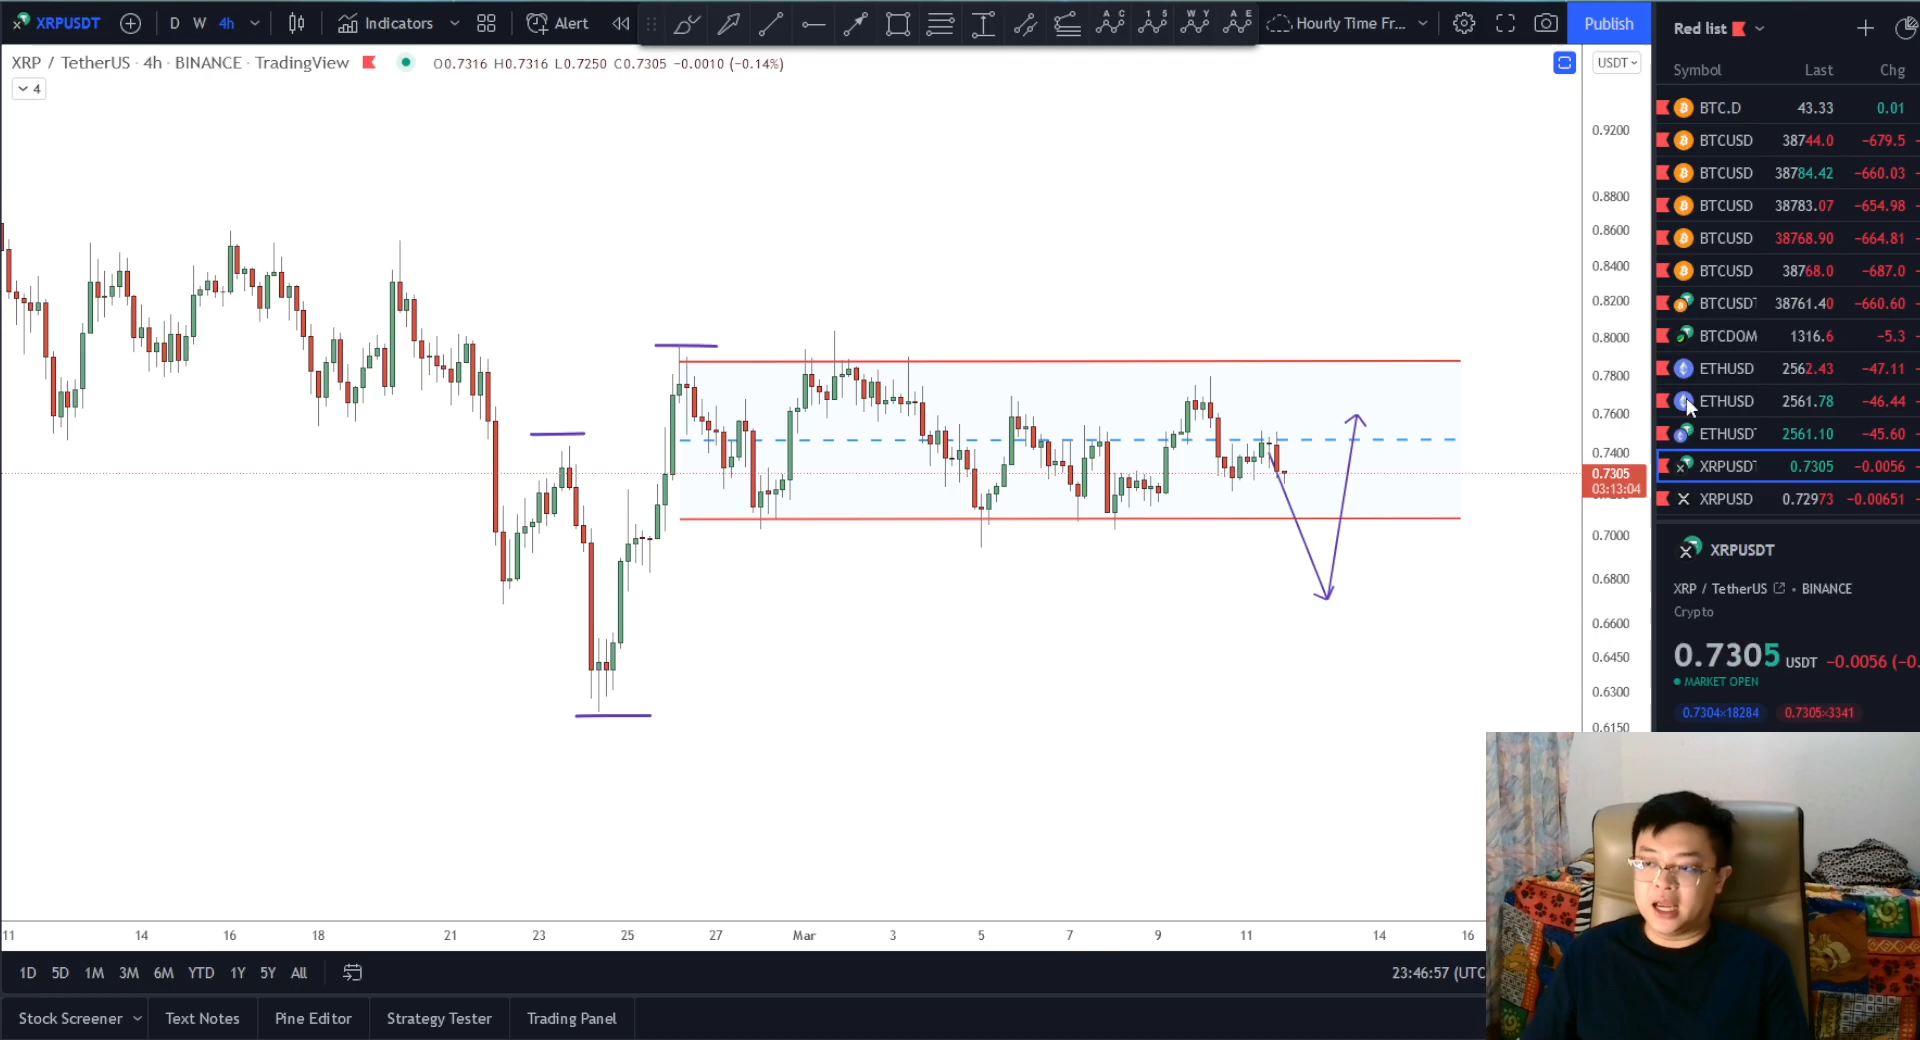 XRPUSDT D W 4h Indicators Alert Hourly Time Fr... Publish
XRP / TetherUS · 4h · BINANCE · TradingView O0.7316 H0.7316 L0.7250 C0.7305 −0.0010 (−0.14%)
4
USDT
0.9200
0.8800
0.8600
0.8400
0.8200
0.8000
0.7800
0.7600
0.7400
0.7305
03:13:04
0.7000
0.6800
0.6600
0.6450
0.6300
0.6150
11 14 16 18 21 23 25 27 Mar 3 5 7 9 11 14 16
1D 5D 1M 3M 6M YTD 1Y 5Y All 23:46:57 (UTC
Stock Screener Text Notes Pine Editor Strategy Tester Trading Panel
Red list
Symbol Last Chg
BTC.D 43.33 0.01
BTCUSD 38744.0 −679.5
BTCUSD 38784.42 −660.03
BTCUSD 38783.07 −654.98
BTCUSD 38768.90 −664.81
BTCUSD 38768.0 −687.0
BTCUSDT 38761.40 −660.60
BTCDOM 1316.6 −5.3
ETHUSD 2562.43 −47.11
ETHUSD 2561.78 −46.44
ETHUSDT 2561.10 −45.60
XRPUSDT 0.7305 −0.0056
XRPUSD 0.72973 −0.00651
XRPUSDT
XRP / TetherUS • BINANCE
Crypto
0.7305 USDT −0.0056 (−0.
MARKET OPEN
0.7304×18284 0.7305×3341